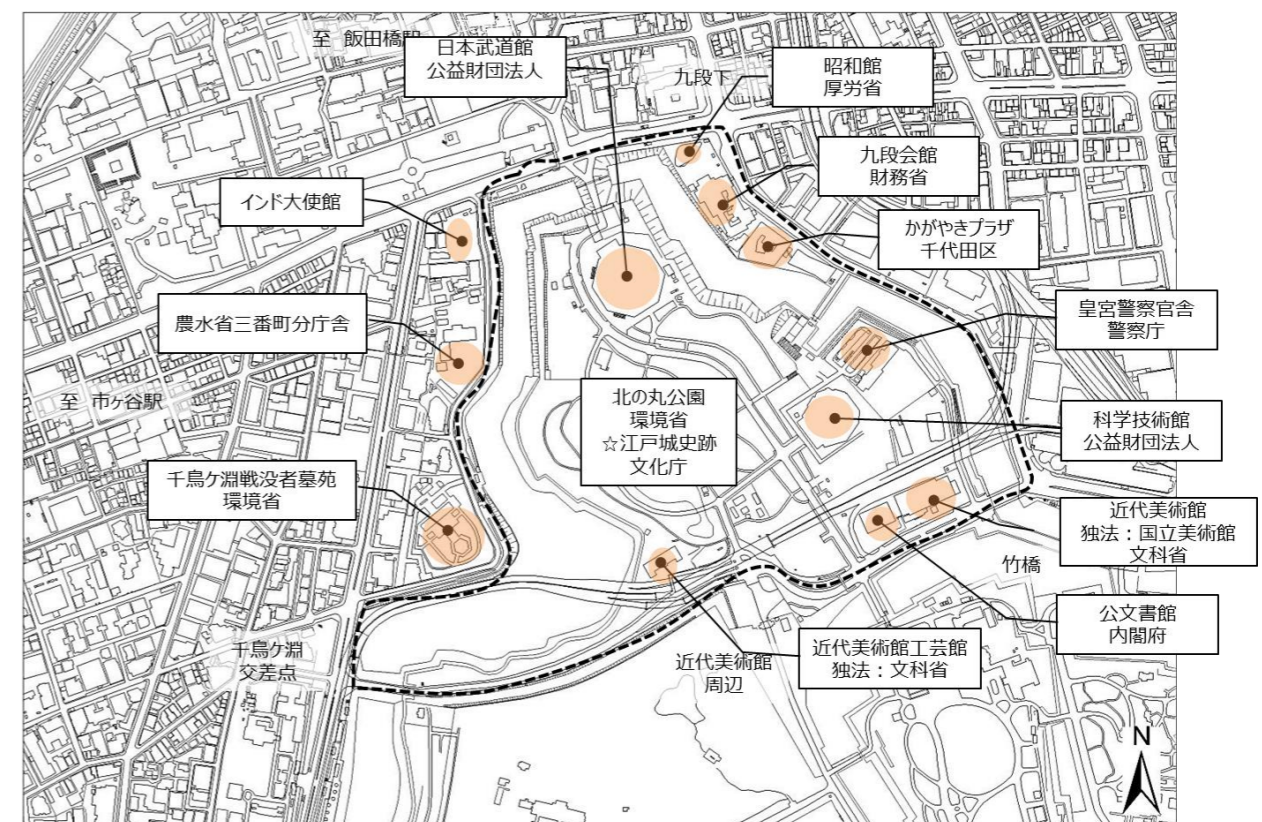 至 飯田橋駅
日本武道館
公益財団法人
九段下
昭和館
厚労省
九段会館
財務省
インド大使館
かがやきプラザ
千代田区
農水省三番町分庁舎
皇宮警察官舎
警察庁
至 市ヶ谷駅
北の丸公園
環境省
☆江戸城史跡
文化庁
科学技術館
公益財団法人
千鳥ケ淵戦没者墓苑
環境省
近代美術館
独法：国立美術館
文科省
竹橋
公文書館
内閣府
千鳥ケ淵
交差点
近代美術館
周辺
近代美術館工芸館
独法：文科省
N